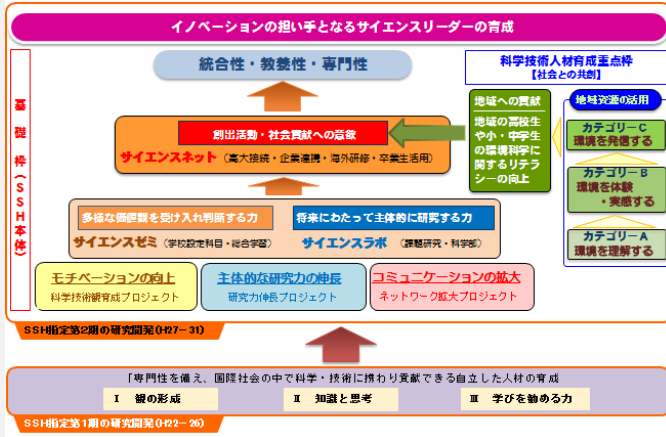 イノベーションの担い手となるサイエンスリーダーの育成
統合性・教養性・専門性
科学技術人材育成重点枠
【社会との共創】
基礎枠(SSH本体)
創出活動・社会貢献への意欲
サイエンスネット(高大接続・企業連携・海外研修・卒業生活用)
地域への貢献
地域の高校生
や小・中学生
の環境科学に
関するリテラ
シーの向上
地域資源の活用
カテゴリーC
環境を発信する
カテゴリーB
環境を体験
・実感する
カテゴリーA
環境を理解する
多様な価値観を受け入れ判断する力
将来にわたって主体的に研究する力
サイエンスゼミ(学校設定科目・総合学習)
サイエンスラボ(課題研究・科学部)
モチベーションの向上
科学技術観育成プロジェクト
主体的な研究力の伸長
研究力伸長プロジェクト
コミュニケーションの拡大
ネットワーク拡大プロジェクト
SSH指定第2期の研究開発(H27-31)
「専門性を備え、国際社会の中で科学・技術に携わり貢献できる自立した人材の育成
Ⅰ 観の形成
Ⅱ 知識と思考
Ⅲ 学びを始める力
SSH指定第1期の研究開発(H22-26)